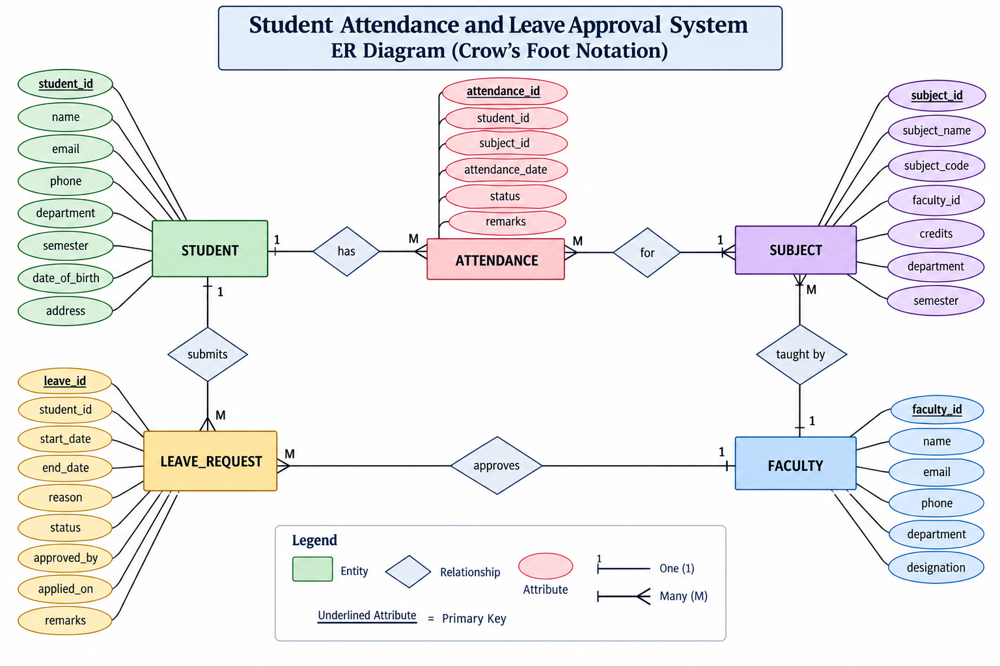 Student Attendance and Leave Approval System
ER Diagram (Crow's Foot Notation)
student_id
name
email
phone
department
semester
date_of_birth
address
STUDENT
1
has
M
attendance_id
student_id
subject_id
attendance_date
status
remarks
ATTENDANCE
M
for
1
SUBJECT
subject_id
subject_name
subject_code
faculty_id
credits
department
semester
1
submits
M
M
taught by
1
leave_id
student_id
start_date
end_date
reason
status
approved_by
applied_on
remarks
LEAVE_REQUEST
M
approves
1
FACULTY
faculty_id
name
email
phone
department
designation
Legend
Entity
Relationship
Attribute
1
One (1)
Many (M)
Underlined Attribute = Primary Key